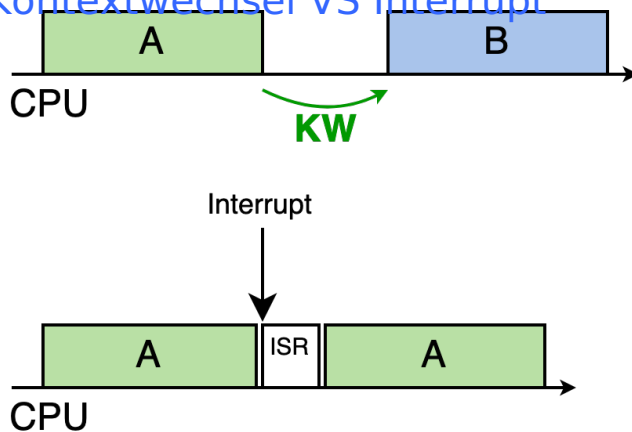 Kontextwechsel VS Interrupt
A
B
CPU
KW
Interrupt
A
ISR
A
CPU